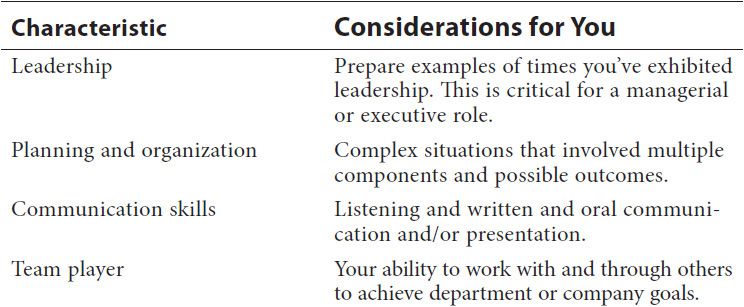 Characteristic Considerations for You
Leadership Prepare examples of times you’ve exhibited
leadership. This is critical for a managerial
or executive role.
Planning and organization Complex situations that involved multiple
components and possible outcomes.
Communication skills Listening and written and oral communi-
cation and/or presentation.
Team player Your ability to work with and through others
to achieve department or company goals.